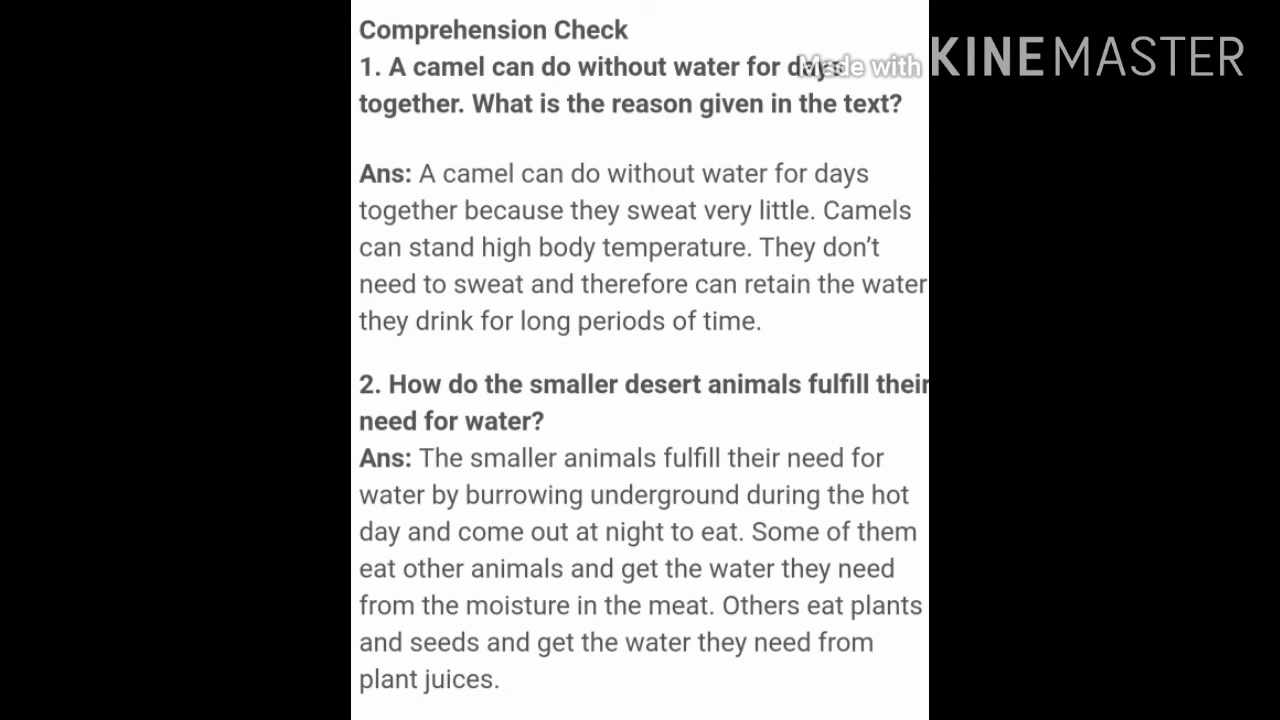 Comprehension Check
1. A camel can do without water for days
together. What is the reason given in the text?
Made with KINEMASTER
Ans: A camel can do without water for days
together because they sweat very little. Camels
can stand high body temperature. They don’t
need to sweat and therefore can retain the water
they drink for long periods of time.
2. How do the smaller desert animals fulfill their
need for water?
Ans: The smaller animals fulfill their need for
water by burrowing underground during the hot
day and come out at night to eat. Some of them
eat other animals and get the water they need
from the moisture in the meat. Others eat plants
and seeds and get the water they need from
plant juices.